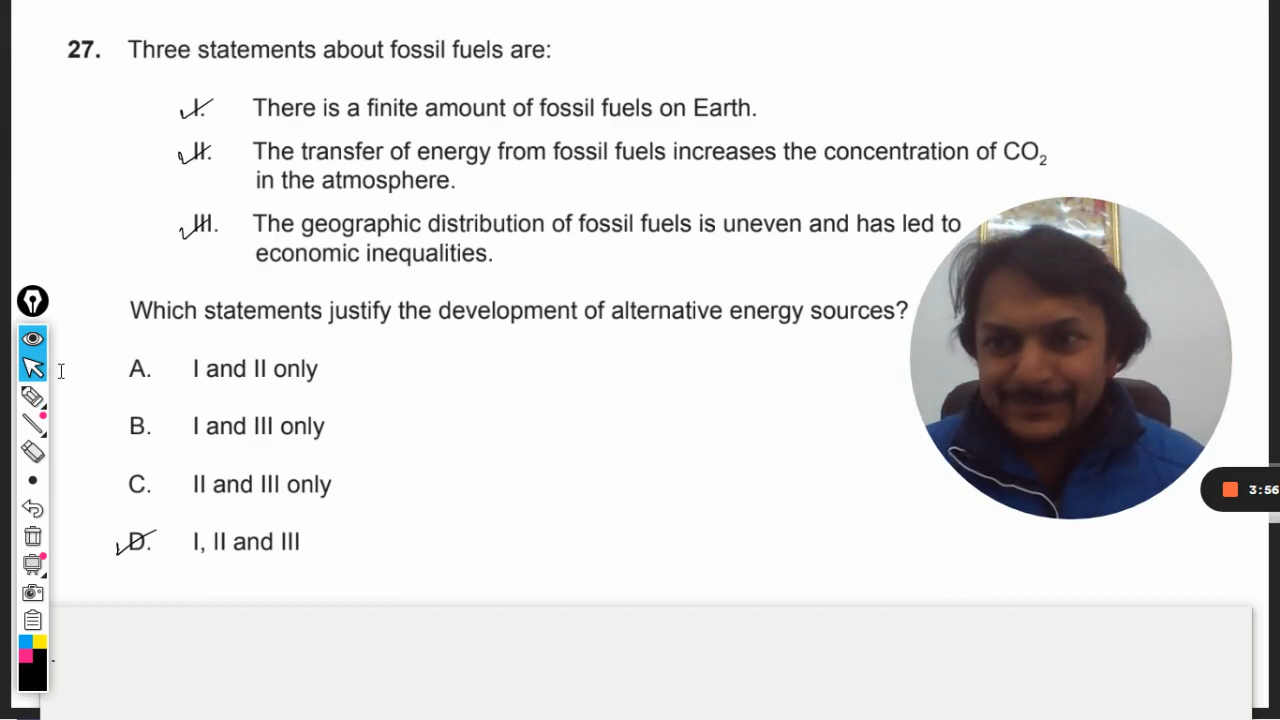 27. Three statements about fossil fuels are:
I. There is a finite amount of fossil fuels on Earth.
II. The transfer of energy from fossil fuels increases the concentration of CO₂
in the atmosphere.
III. The geographic distribution of fossil fuels is uneven and has led to
economic inequalities.
Which statements justify the development of alternative energy sources?
A. I and II only
B. I and III only
C. II and III only
D. I, II and III
3:56